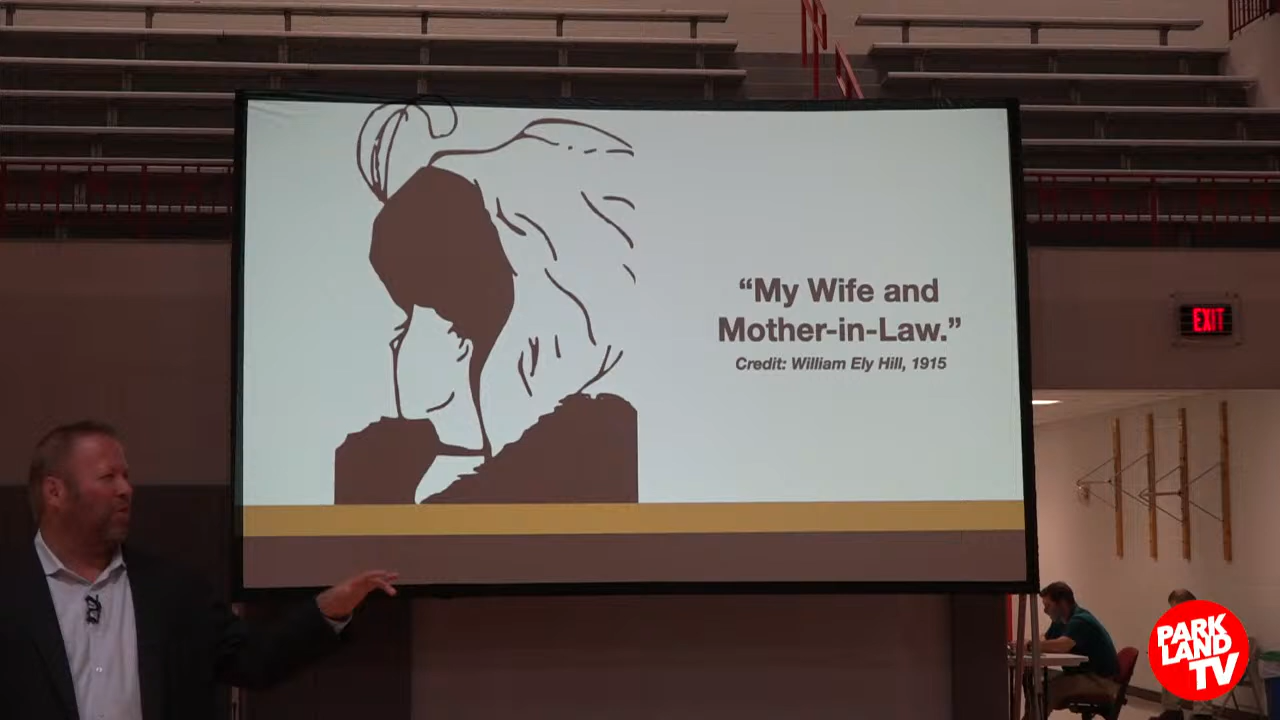 “My Wife and
Mother-in-Law.”
Credit: William Ely Hill, 1915
EXIT
PARK
LAND
TV